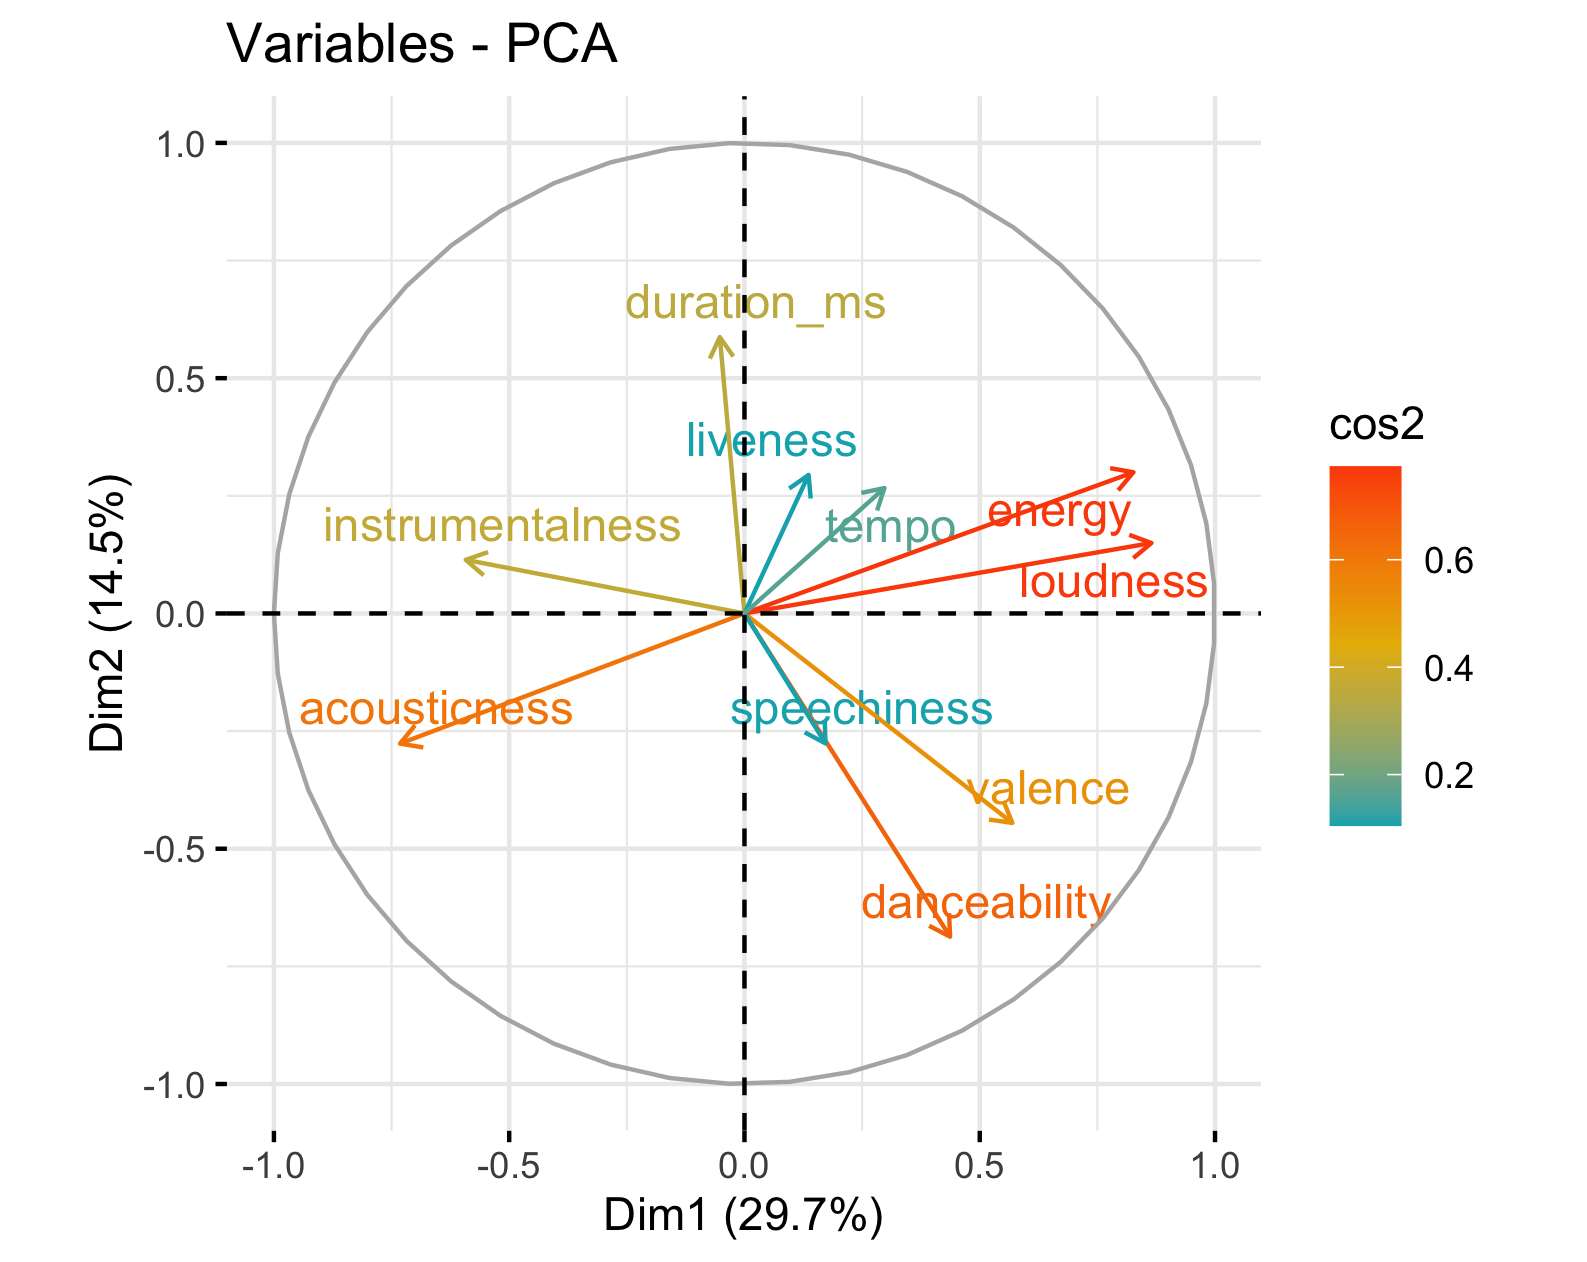 Variables - PCA
1.0
0.5
0.0
-0.5
-1.0
Dim2 (14.5%)
duration_ms
liveness
instrumentalness
tempo
energy
loudness
acousticness
speechiness
valence
danceability
-1.0
-0.5
0.0
0.5
1.0
Dim1 (29.7%)
cos2
0.6
0.4
0.2